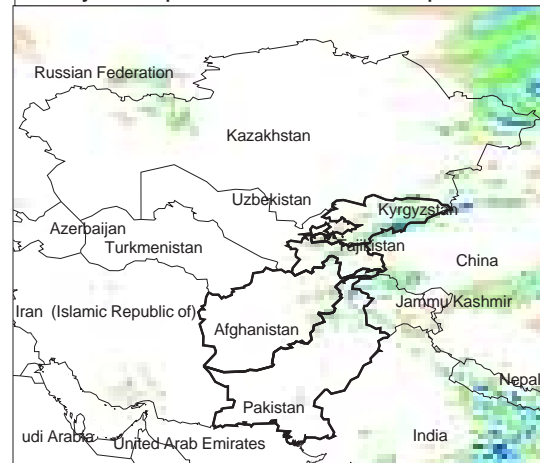 Russian Federation
Kazakhstan
Uzbekistan
Kyrgyzstan
Azerbaijan
Turkmenistan
Tajikistan
China
Iran (Islamic Republic of)
Jammu Kashmir
Afghanistan
Nepal
Pakistan
udi Arabia
United Arab Emirates
India